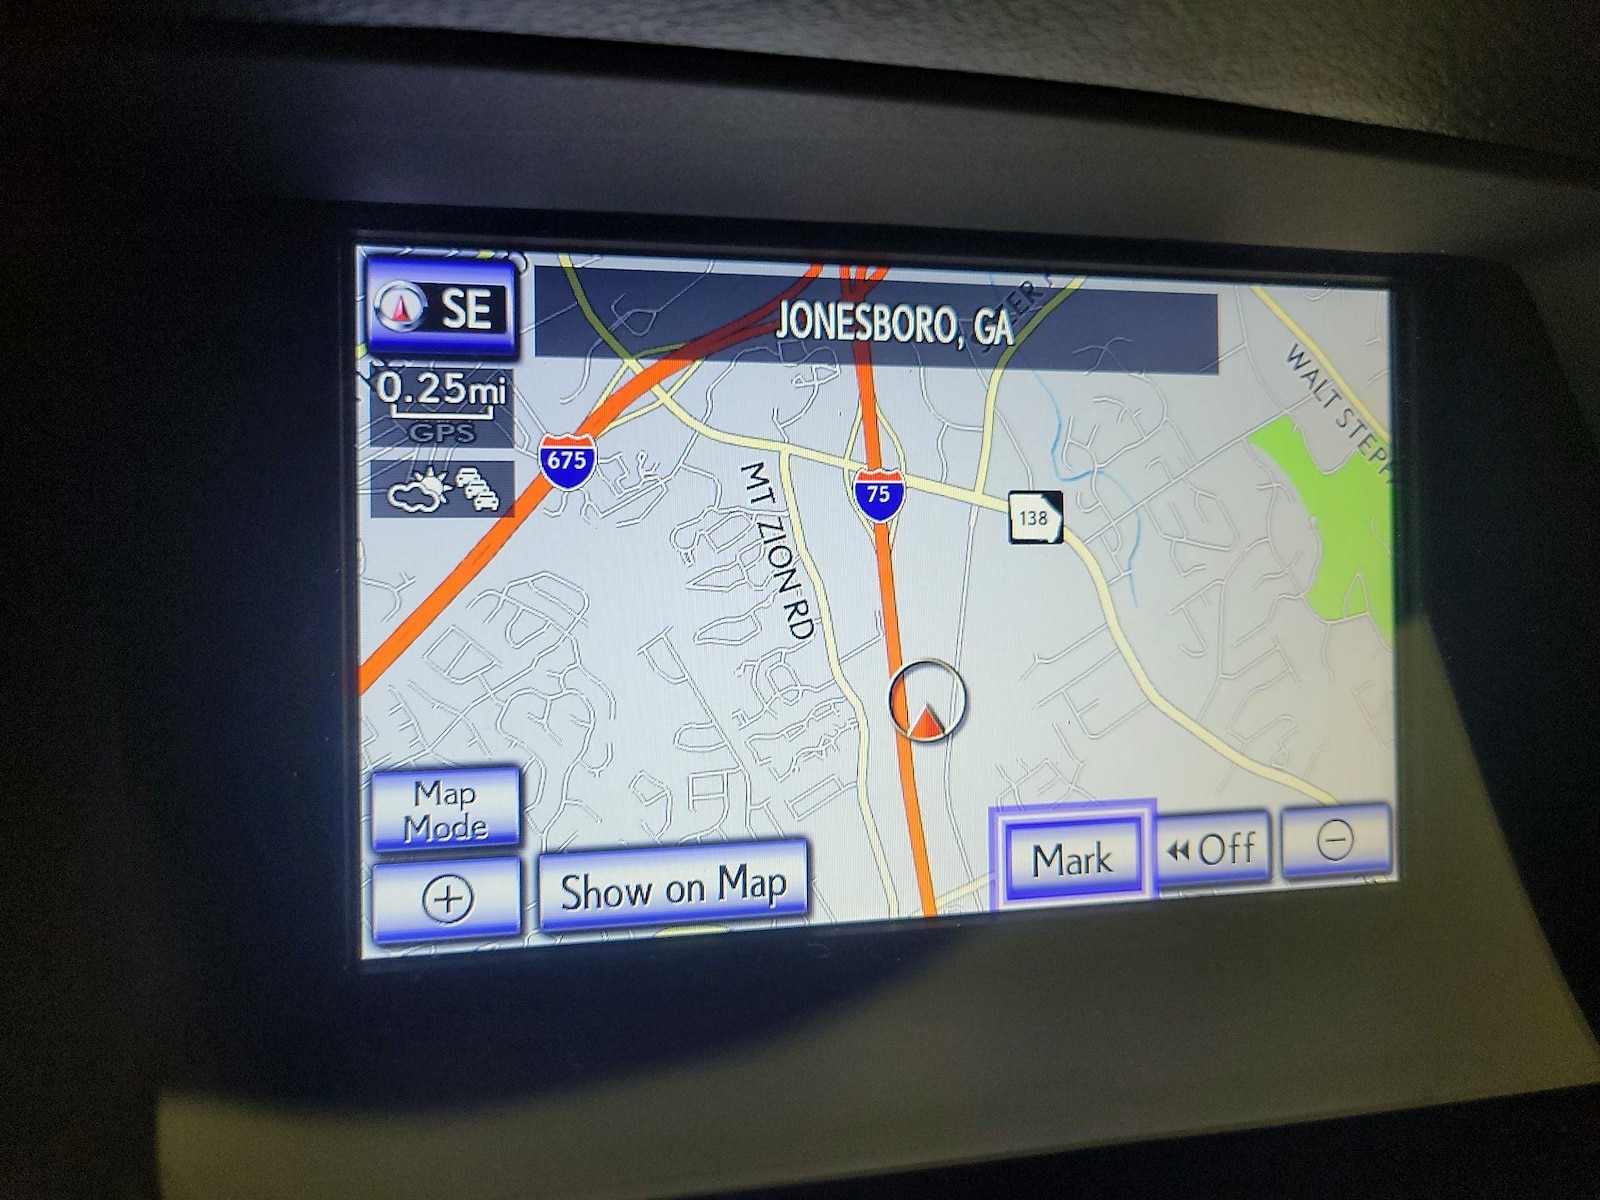 SE
JONESBORO, GA
0.25mi
GPS
WALT STEPH
675
75
138
MT ZION RD
Map
Mode
Show on Map
Mark
Off